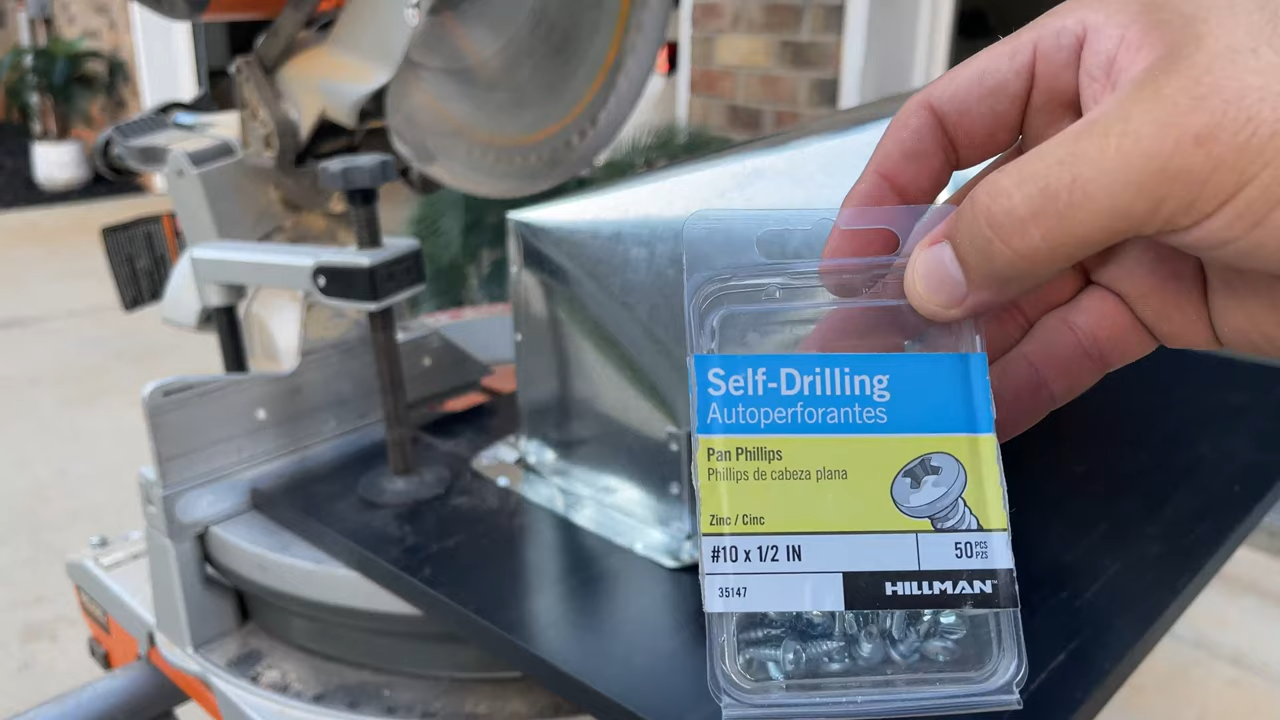 Self-Drilling
Autoperforantes
Pan Phillips
Phillips de cabeza plana
Zinc / Cinc
#10 x 1/2 IN
50 PCS
PZS
35147
HILLMAN™